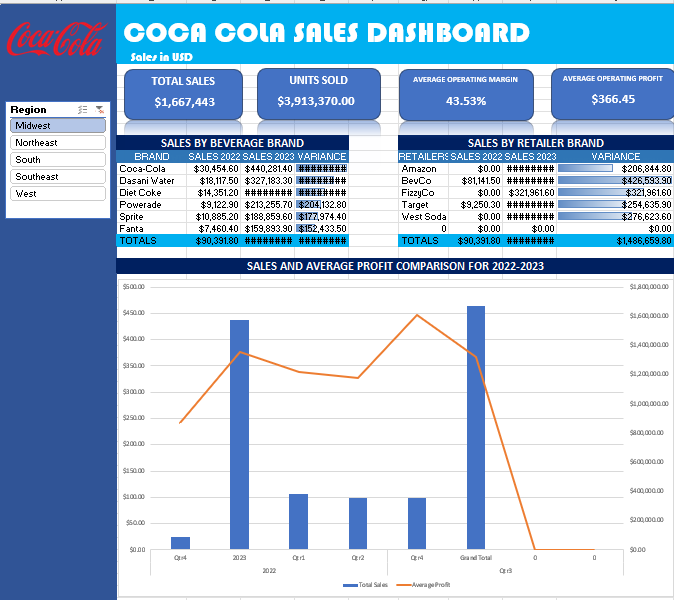 Coca-Cola
COCA COLA SALES DASHBOARD
Sales in USD
TOTAL SALES
$1,667,443
UNITS SOLD
$3,913,370.00
AVERAGE OPERATING MARGIN
43.53%
AVERAGE OPERATING PROFIT
$366.45
Region
Midwest
Northeast
South
Southeast
West
SALES BY BEVERAGE BRAND
BRAND SALES 2022 SALES 2023 VARIANCE
Coca-Cola $30,454.60 $440,281.40 ########
Dasani Water $18,117.50 $327,183.30 ########
Diet Coke $14,351.20 ######## ########
Powerade $9,122.90 $213,255.70 $204,132.80
Sprite $10,885.20 $188,859.60 $177,974.40
Fanta $7,460.40 $159,893.90 $152,433.50
TOTALS $90,391.80 ######## ########
SALES BY RETAILER BRAND
RETAILERS SALES 2022 SALES 2023 VARIANCE
Amazon $0.00 ######## $206,844.80
BevCo $81,141.50 ######## $426,593.90
FizzyCo $0.00 $321,961.60 $321,961.60
Target $9,250.30 ######## $254,635.90
West Soda $0.00 ######## $276,623.60
0 $0.00 $0.00 $0.00
TOTALS $90,391.80 ######## $1,486,659.80
SALES AND AVERAGE PROFIT COMPARISON FOR 2022-2023
$500.00
$450.00
$400.00
$350.00
$300.00
$250.00
$200.00
$150.00
$100.00
$50.00
$0.00
$1,800,000.00
$1,600,000.00
$1,400,000.00
$1,200,000.00
$1,000,000.00
$800,000.00
$600,000.00
$400,000.00
$200,000.00
$0.00
Qtr4 2023 Qtr1 Qtr2 Qtr4 Grand Total 0 0
2022 Qtr3
Total Sales Average Profit